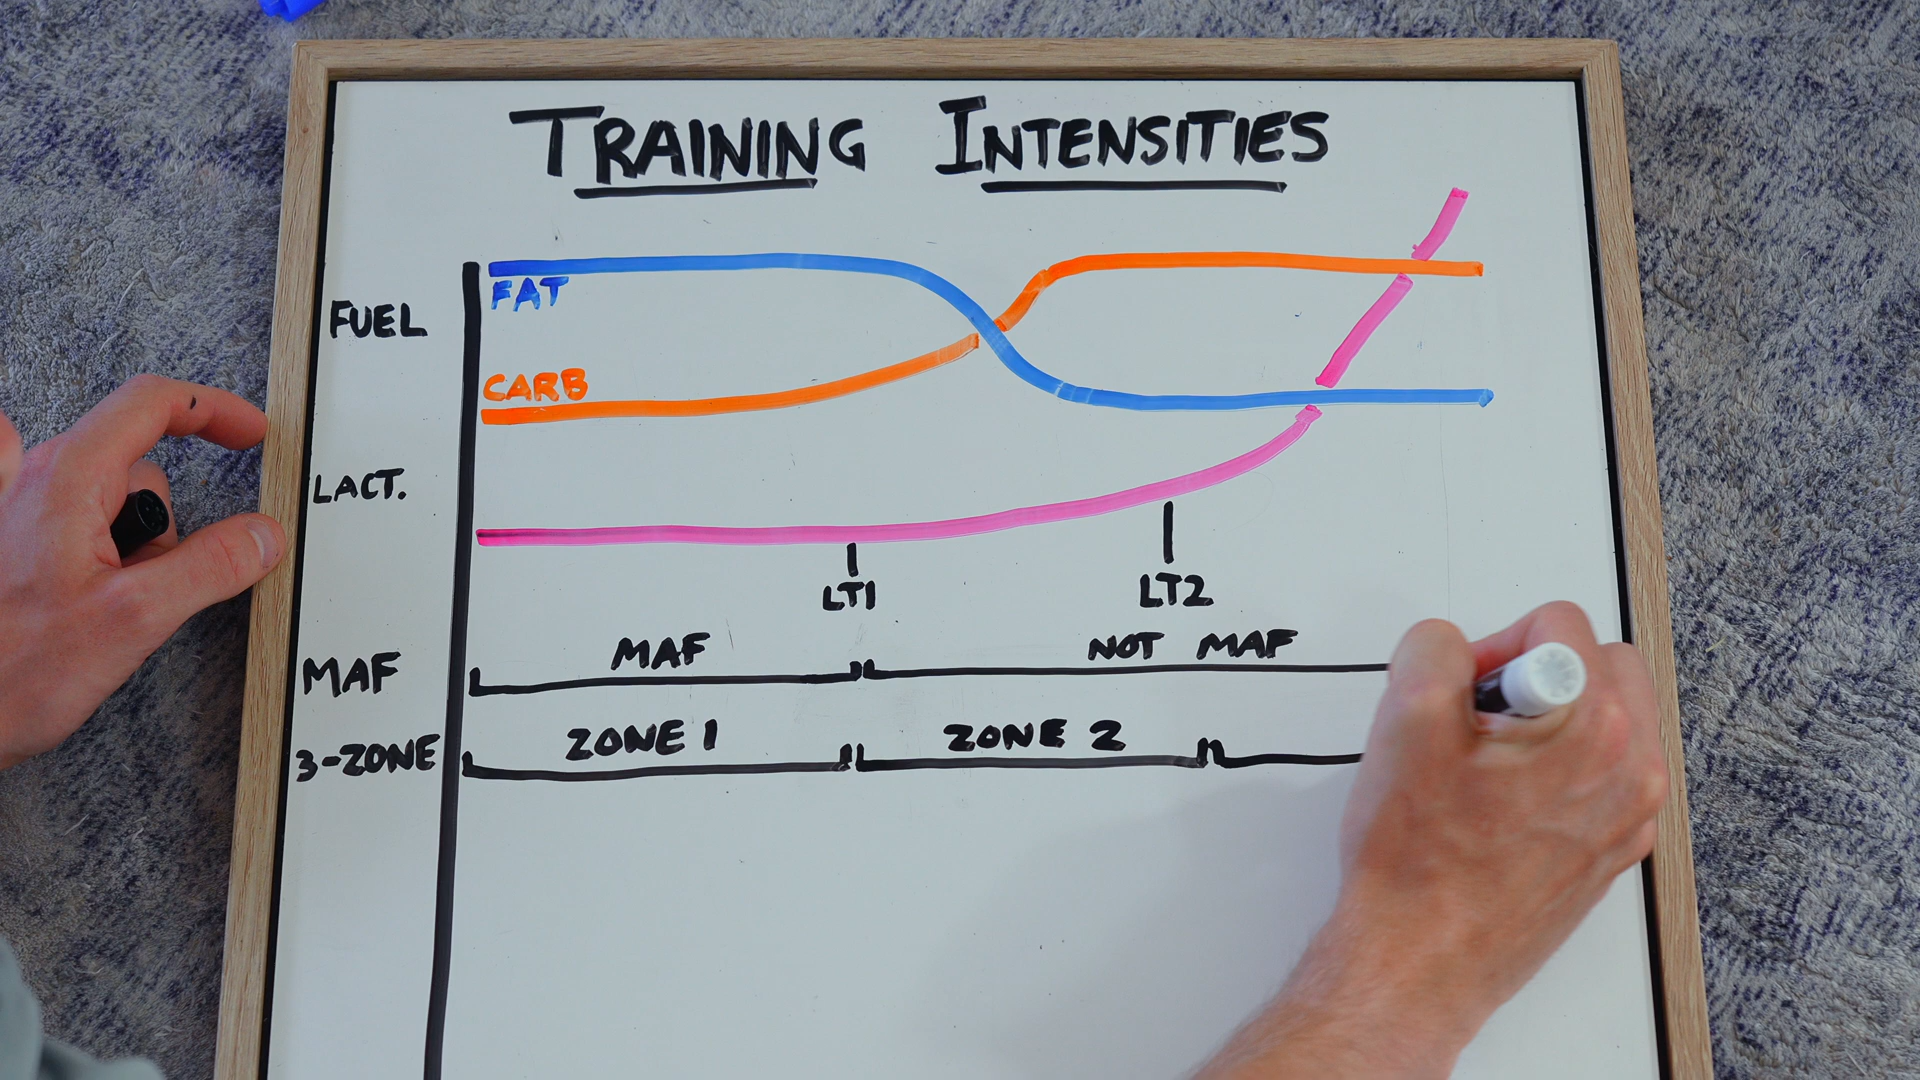 TRAINING INTENSITIES
FUEL
FAT
CARB
LACT.
LT1
LT2
MAF
MAF
NOT MAF
3-ZONE
ZONE 1
ZONE 2